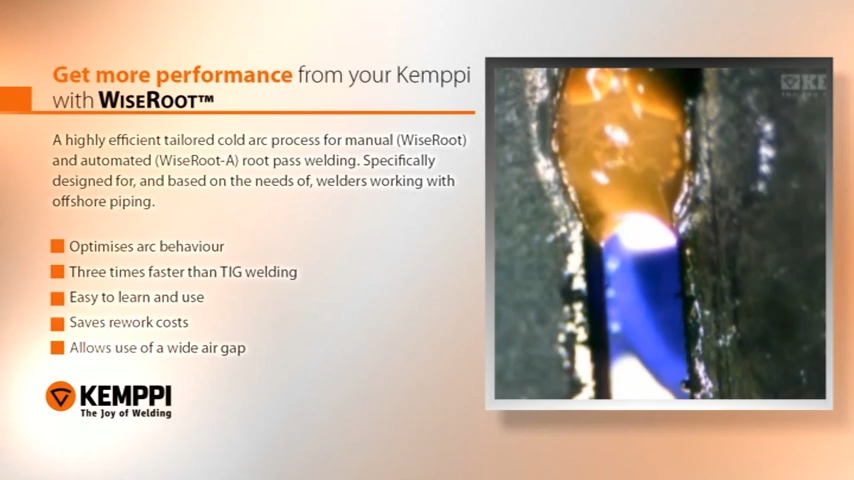 Get more performance from your Kemppi
with WISEROOT™
A highly efficient tailored cold arc process for manual (WiseRoot)
and automated (WiseRoot-A) root pass welding. Specifically
designed for, and based on the needs of, welders working with
offshore piping.
Optimises arc behaviour
Three times faster than TIG welding
Easy to learn and use
Saves rework costs
Allows use of a wide air gap
KEMPPI
The Joy of Welding
KE